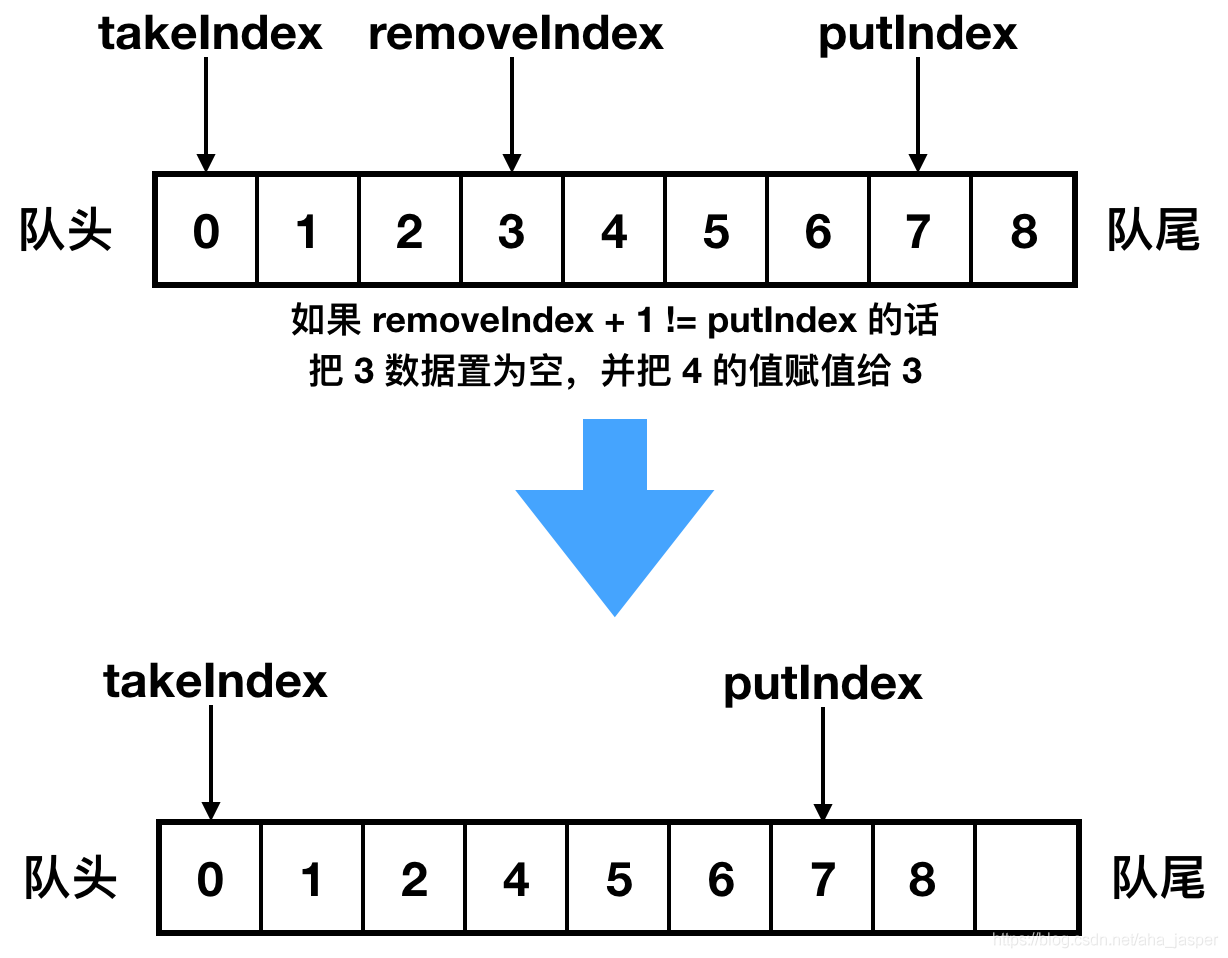 takeIndex removeIndex putIndex
队头 0 1 2 3 4 5 6 7 8 队尾
如果 removeIndex + 1 != putIndex 的话
把 3 数据置为空，并把 4 的值赋值给 3
takeIndex putIndex
队头 0 1 2 4 5 6 7 8 队尾
https://blog.csdn.net/aha_jasper